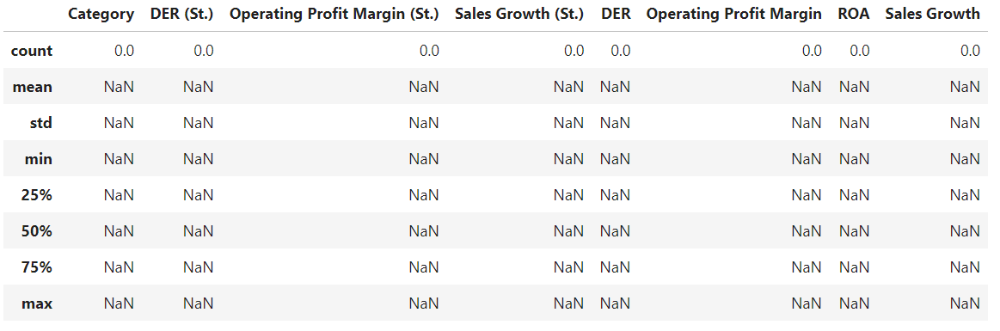 Category DER (St.) Operating Profit Margin (St.) Sales Growth (St.) DER Operating Profit Margin ROA Sales Growth
count 0.0 0.0 0.0 0.0 0.0 0.0 0.0 0.0
mean NaN NaN NaN NaN NaN NaN NaN NaN
std NaN NaN NaN NaN NaN NaN NaN NaN
min NaN NaN NaN NaN NaN NaN NaN NaN
25% NaN NaN NaN NaN NaN NaN NaN NaN
50% NaN NaN NaN NaN NaN NaN NaN NaN
75% NaN NaN NaN NaN NaN NaN NaN NaN
max NaN NaN NaN NaN NaN NaN NaN NaN